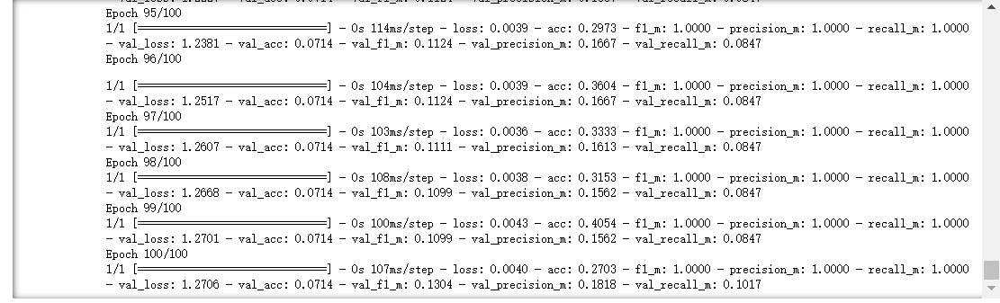 Epoch 95/100
1/1 [==============================] - 0s 114ms/step - loss: 0.0039 - acc: 0.2973 - f1_m: 1.0000 - precision_m: 1.0000 - recall_m: 1.0000
- val_loss: 1.2381 - val_acc: 0.0714 - val_f1_m: 0.1124 - val_precision_m: 0.1667 - val_recall_m: 0.0847
Epoch 96/100
1/1 [==============================] - 0s 104ms/step - loss: 0.0039 - acc: 0.3604 - f1_m: 1.0000 - precision_m: 1.0000 - recall_m: 1.0000
- val_loss: 1.2517 - val_acc: 0.0714 - val_f1_m: 0.1124 - val_precision_m: 0.1667 - val_recall_m: 0.0847
Epoch 97/100
1/1 [==============================] - 0s 103ms/step - loss: 0.0036 - acc: 0.3333 - f1_m: 1.0000 - precision_m: 1.0000 - recall_m: 1.0000
- val_loss: 1.2607 - val_acc: 0.0714 - val_f1_m: 0.1111 - val_precision_m: 0.1613 - val_recall_m: 0.0847
Epoch 98/100
1/1 [==============================] - 0s 108ms/step - loss: 0.0038 - acc: 0.3153 - f1_m: 1.0000 - precision_m: 1.0000 - recall_m: 1.0000
- val_loss: 1.2668 - val_acc: 0.0714 - val_f1_m: 0.1099 - val_precision_m: 0.1562 - val_recall_m: 0.0847
Epoch 99/100
1/1 [==============================] - 0s 100ms/step - loss: 0.0043 - acc: 0.4054 - f1_m: 1.0000 - precision_m: 1.0000 - recall_m: 1.0000
- val_loss: 1.2701 - val_acc: 0.0714 - val_f1_m: 0.1099 - val_precision_m: 0.1562 - val_recall_m: 0.0847
Epoch 100/100
1/1 [==============================] - 0s 107ms/step - loss: 0.0040 - acc: 0.2703 - f1_m: 1.0000 - precision_m: 1.0000 - recall_m: 1.0000
- val_loss: 1.2706 - val_acc: 0.0714 - val_f1_m: 0.1304 - val_precision_m: 0.1818 - val_recall_m: 0.1017